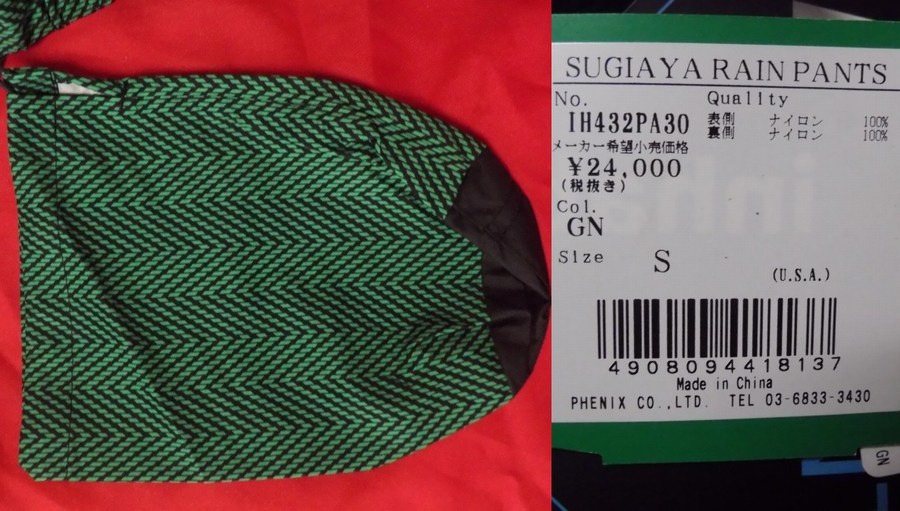 SUGIAYA RAIN PANTS
No.
IH432PA30
Quality
表側 ナイロン 100%
裏側 ナイロン 100%
メーカー希望小売価格
¥24,000
(税抜き)
Col.
GN
Size S
(U.S.A.)
4908094418137
Made in China
PHENIX CO.,LTD. TEL 03-6833-3430
GN